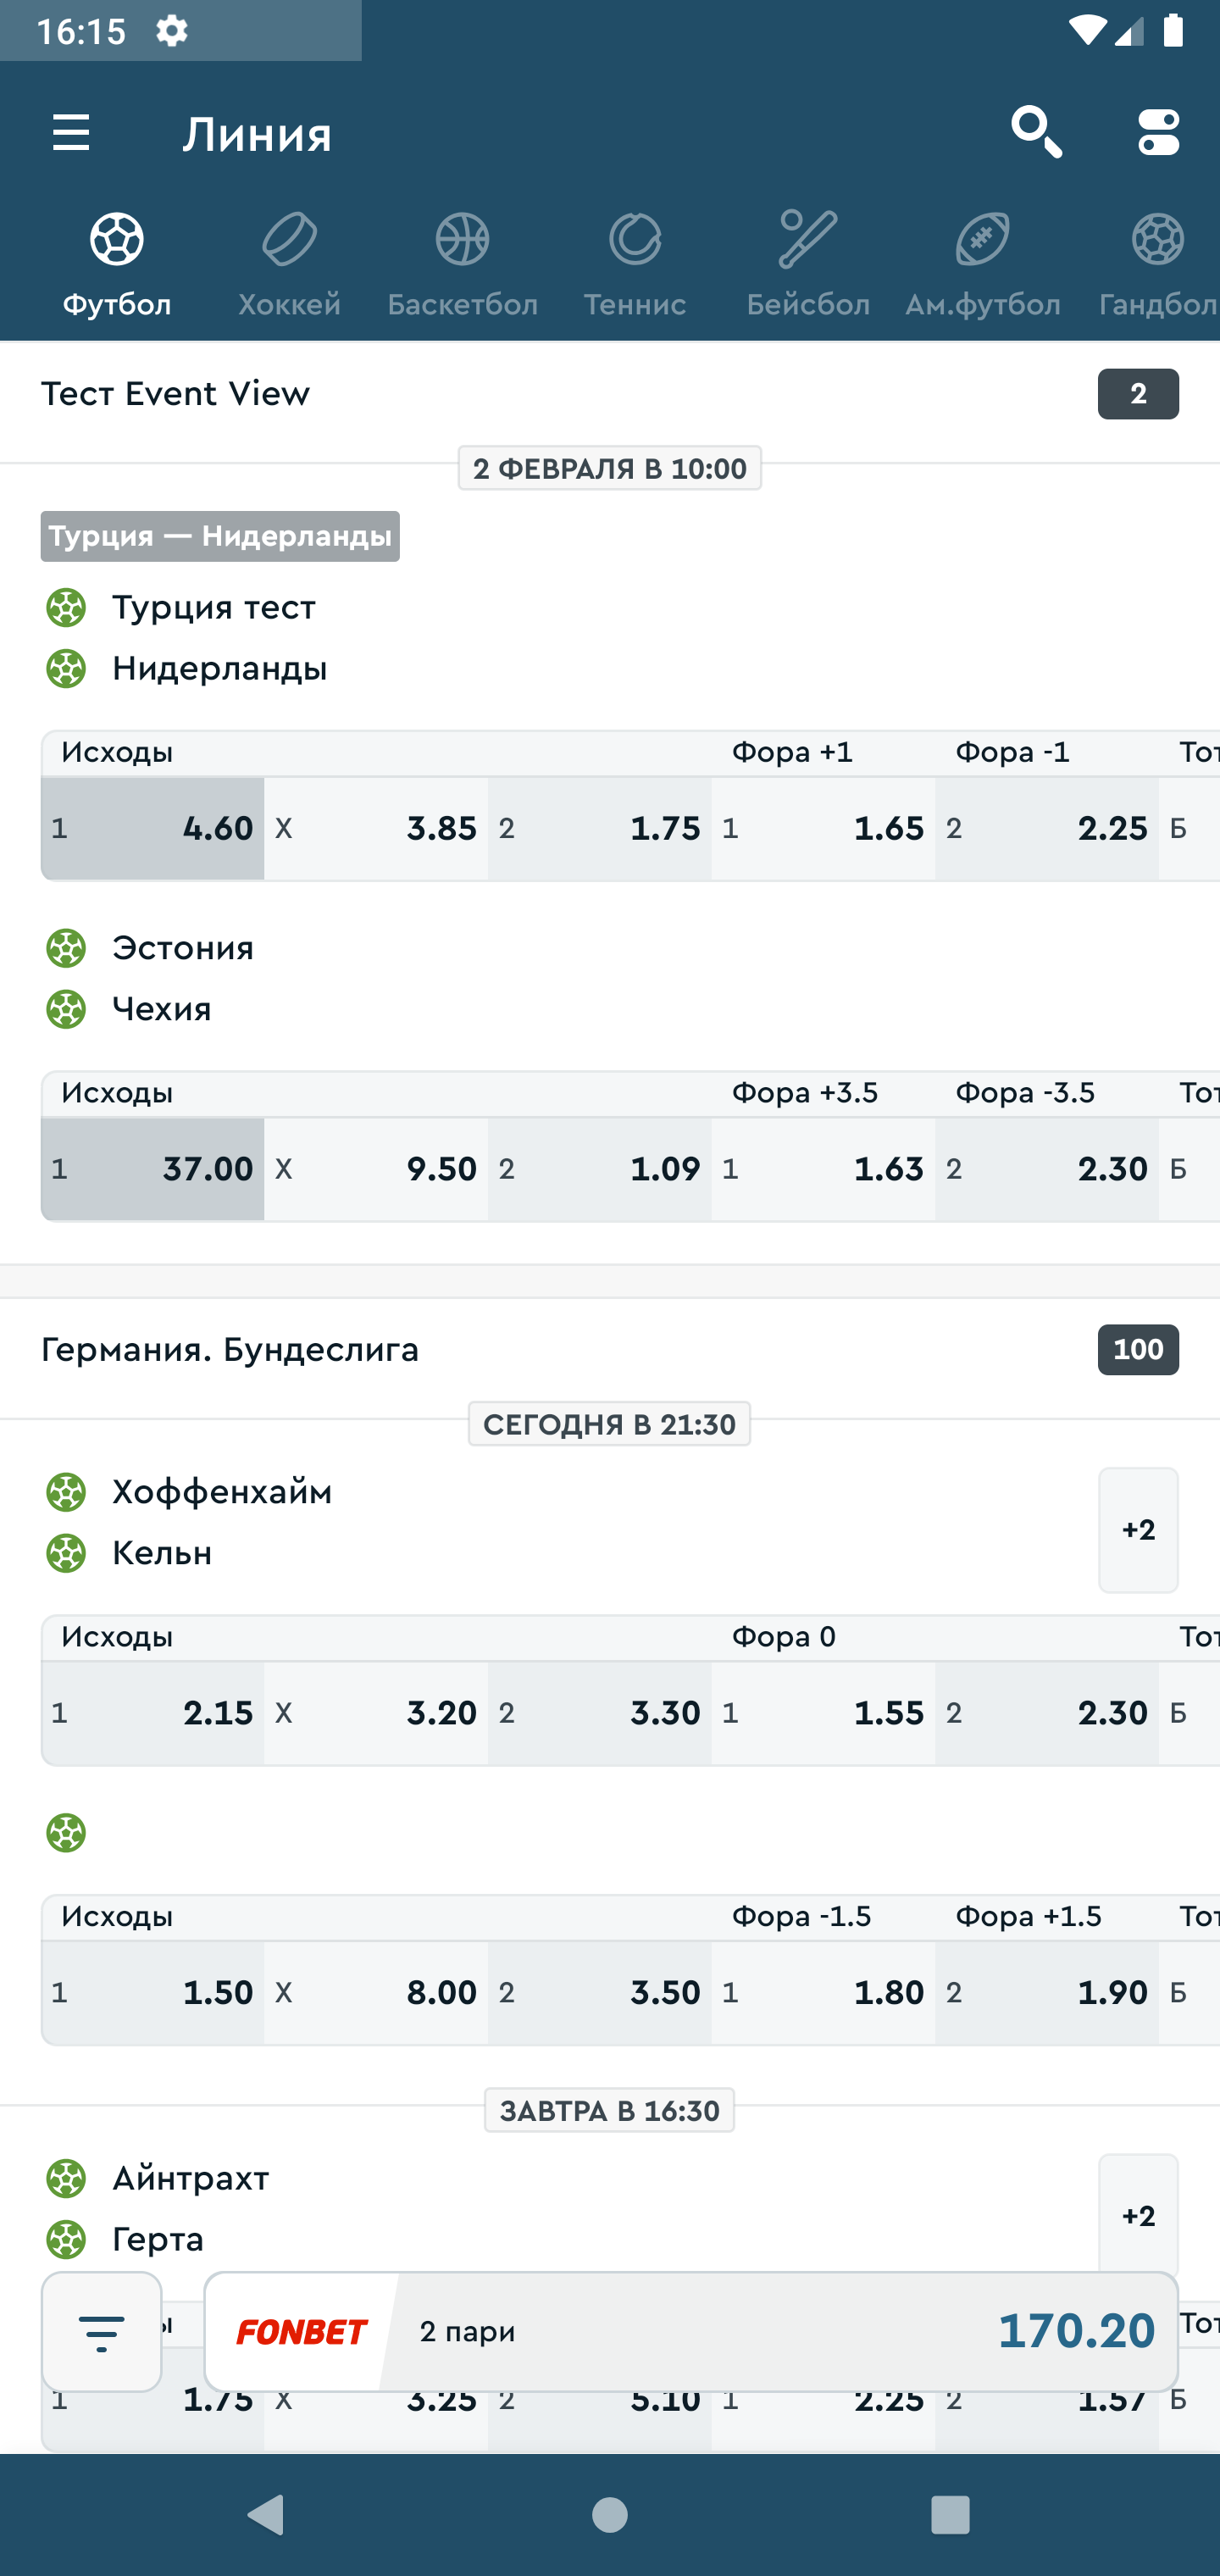 16:15
Линия
Футбол Хоккей Баскетбол Теннис Бейсбол Ам.футбол Гандбол
Тест Event View 2
2 ФЕВРАЛЯ В 10:00
Турция — Нидерланды
Турция тест
Нидерланды
Исходы Фора +1 Фора -1 Тот
1 4.60 X 3.85 2 1.75 1 1.65 2 2.25 Б
Эстония
Чехия
Исходы Фора +3.5 Фора -3.5 Тот
1 37.00 X 9.50 2 1.09 1 1.63 2 2.30 Б
Германия. Бундеслига 100
СЕГОДНЯ В 21:30
Хоффенхайм
+2
Кельн
Исходы Фора 0 Тот
1 2.15 X 3.20 2 3.30 1 1.55 2 2.30 Б
Исходы Фора -1.5 Фора +1.5 Тот
1 1.50 X 8.00 2 3.50 1 1.80 2 1.90 Б
ЗАВТРА В 16:30
Айнтрахт
+2
Герта
ы FONBET 2 пари 170.20 Тот
1 1.75 X 3.25 2 5.10 1 2.25 2 1.57 Б